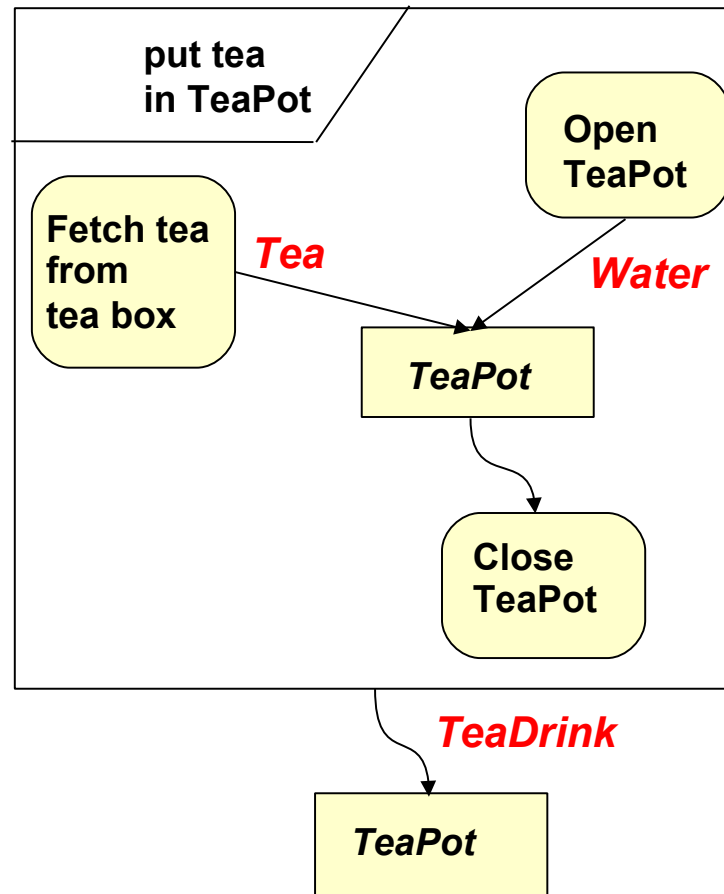 put tea
in TeaPot
Open
TeaPot
Fetch tea
from
tea box
Tea
Water
TeaPot
Close
TeaPot
TeaDrink
TeaPot